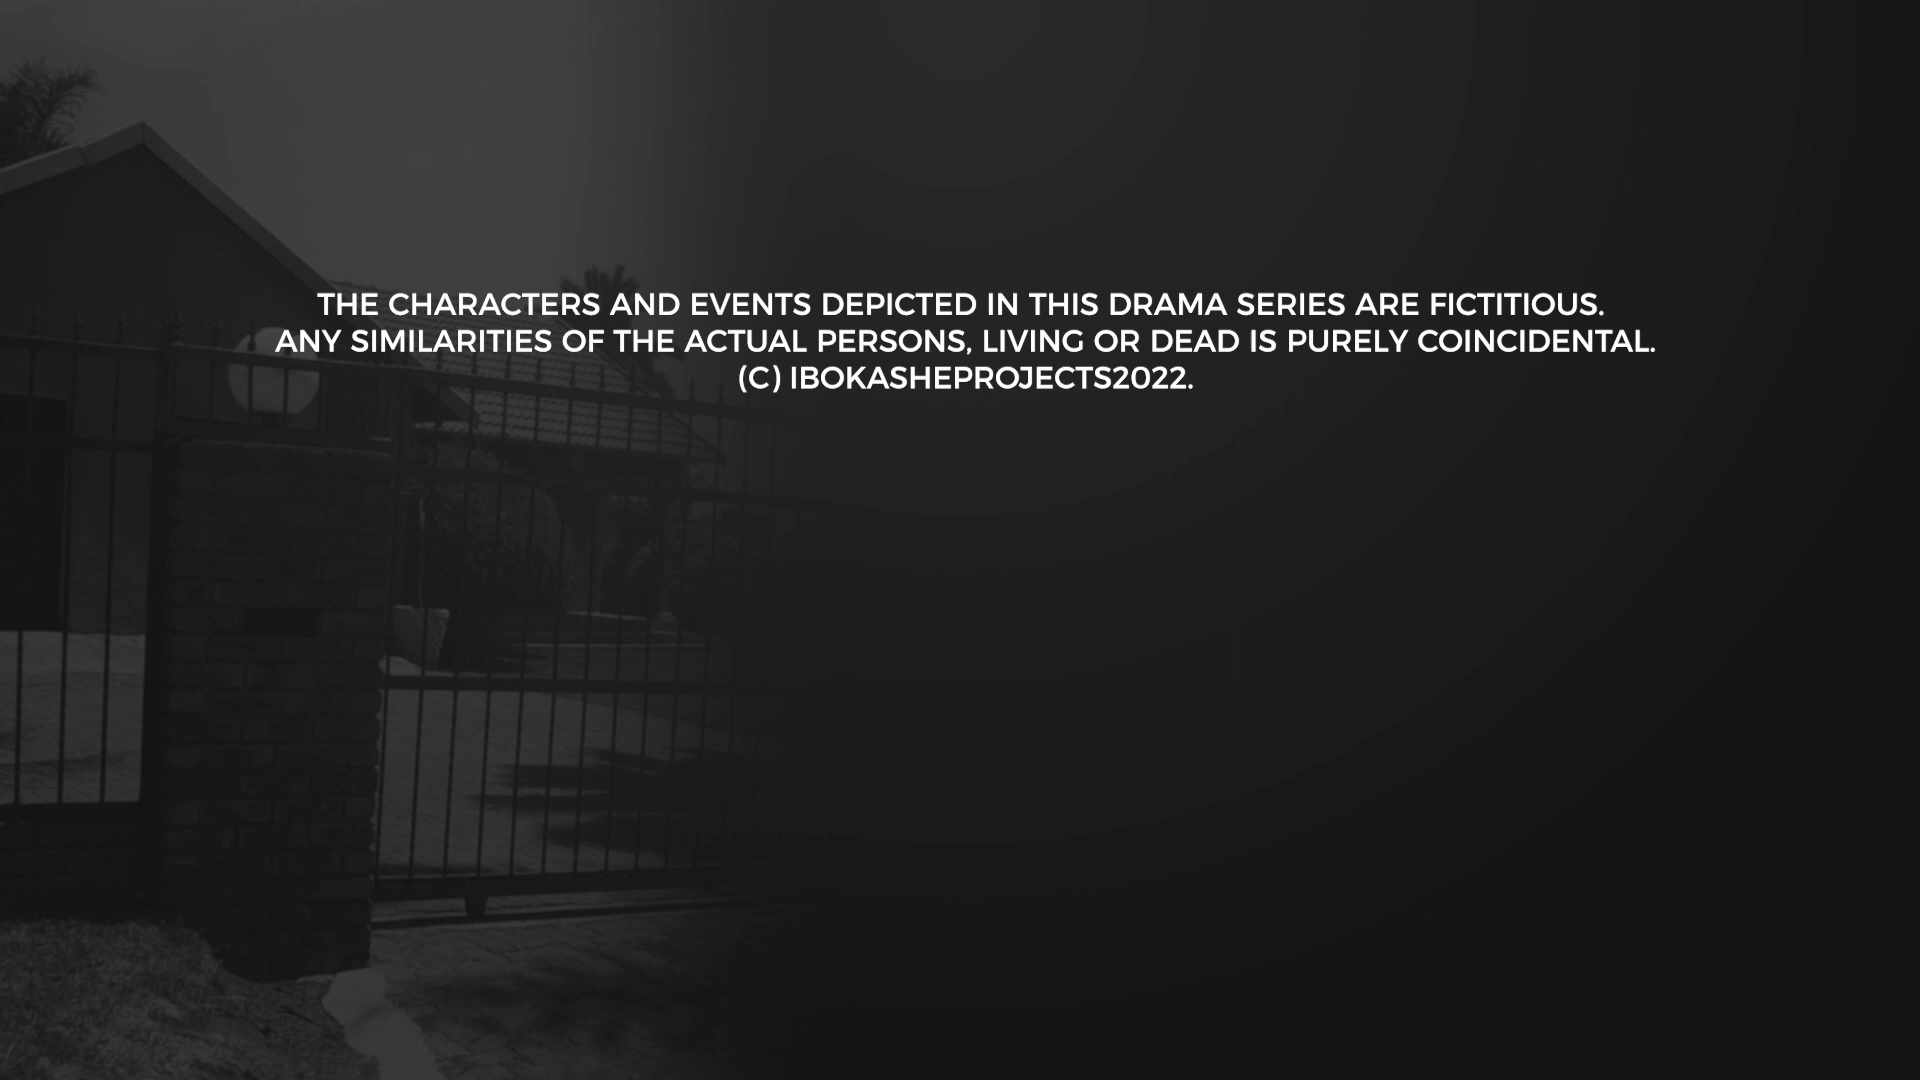 THE CHARACTERS AND EVENTS DEPICTED IN THIS DRAMA SERIES ARE FICTITIOUS.
ANY SIMILARITIES OF THE ACTUAL PERSONS, LIVING OR DEAD IS PURELY COINCIDENTAL.
(C) IBOKASHEPROJECTS2022.